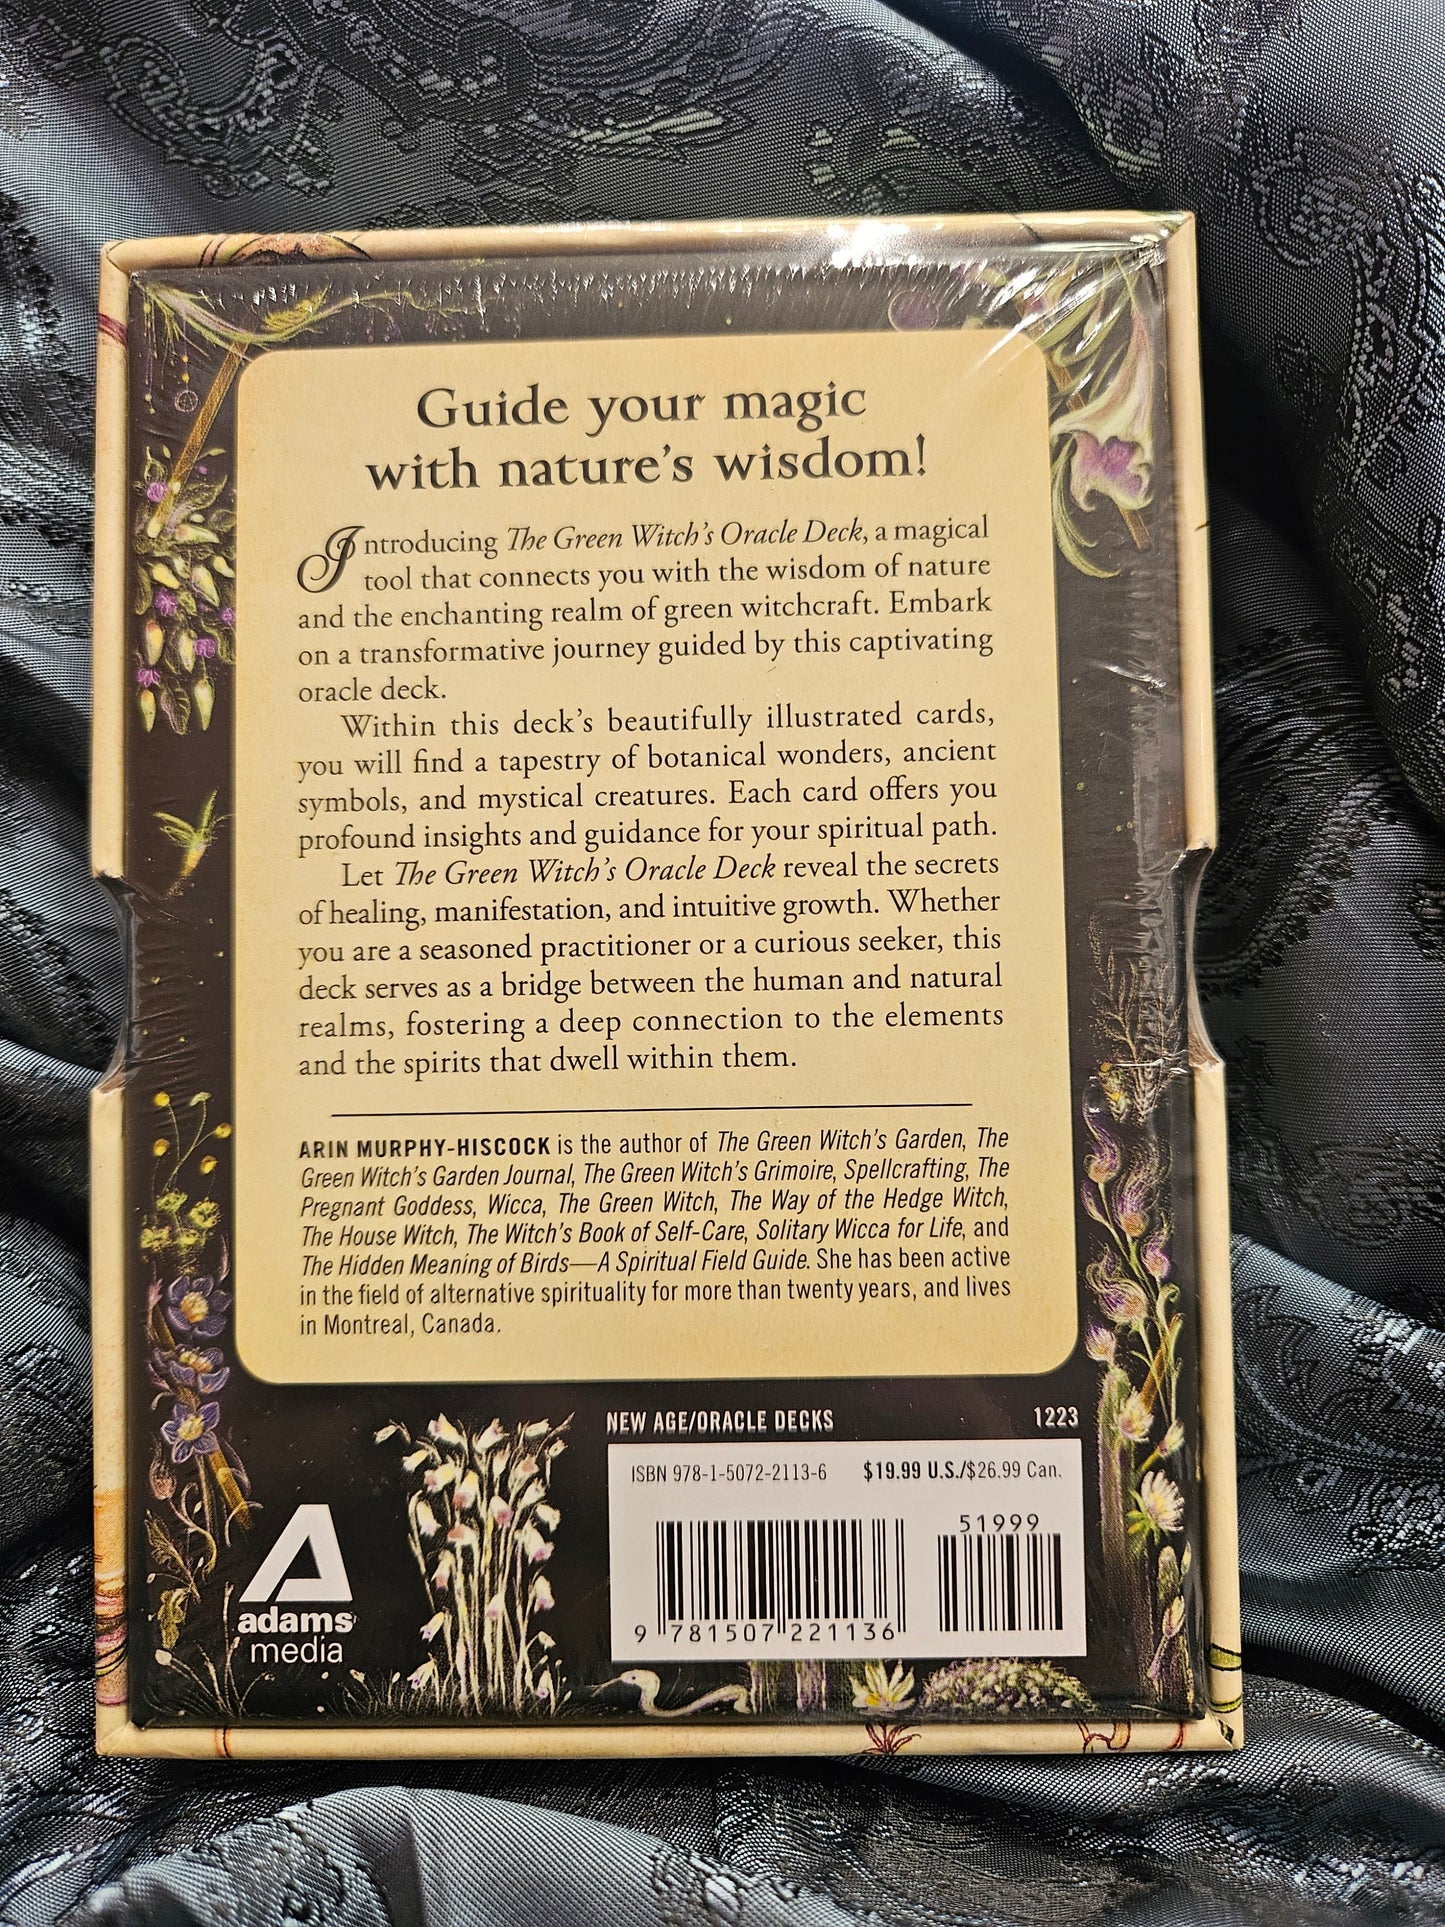 Guide your magic
with nature's wisdom!
Introducing The Green Witch's Oracle Deck, a magical
tool that connects you with the wisdom of nature
and the enchanting realm of green witchcraft. Embark
on a transformative journey guided by this captivating
oracle deck.
Within this deck's beautifully illustrated cards,
you will find a tapestry of botanical wonders, ancient
symbols, and mystical creatures. Each card offers you
profound insights and guidance for your spiritual path.
Let The Green Witch's Oracle Deck reveal the secrets
of healing, manifestation, and intuitive growth. Whether
you are a seasoned practitioner or a curious seeker, this
deck serves as a bridge between the human and natural
realms, fostering a deep connection to the elements
and the spirits that dwell within them.
ARIN MURPHY-HISCOCK is the author of The Green Witch's Garden, The
Green Witch's Garden Journal, The Green Witch's Grimoire, Spellcrafting, The
Pregnant Goddess, Wicca, The Green Witch, The Way of the Hedge Witch,
The House Witch, The Witch's Book of Self-Care, Solitary Wicca for Life, and
The Hidden Meaning of Birds—A Spiritual Field Guide. She has been active
in the field of alternative spirituality for more than twenty years, and lives
in Montreal, Canada.
NEW AGE/ORACLE DECKS 1223
ISBN 978-1-5072-2113-6 $19.99 U.S./$26.99 Can.
51999
9 781507 221136
adams
media